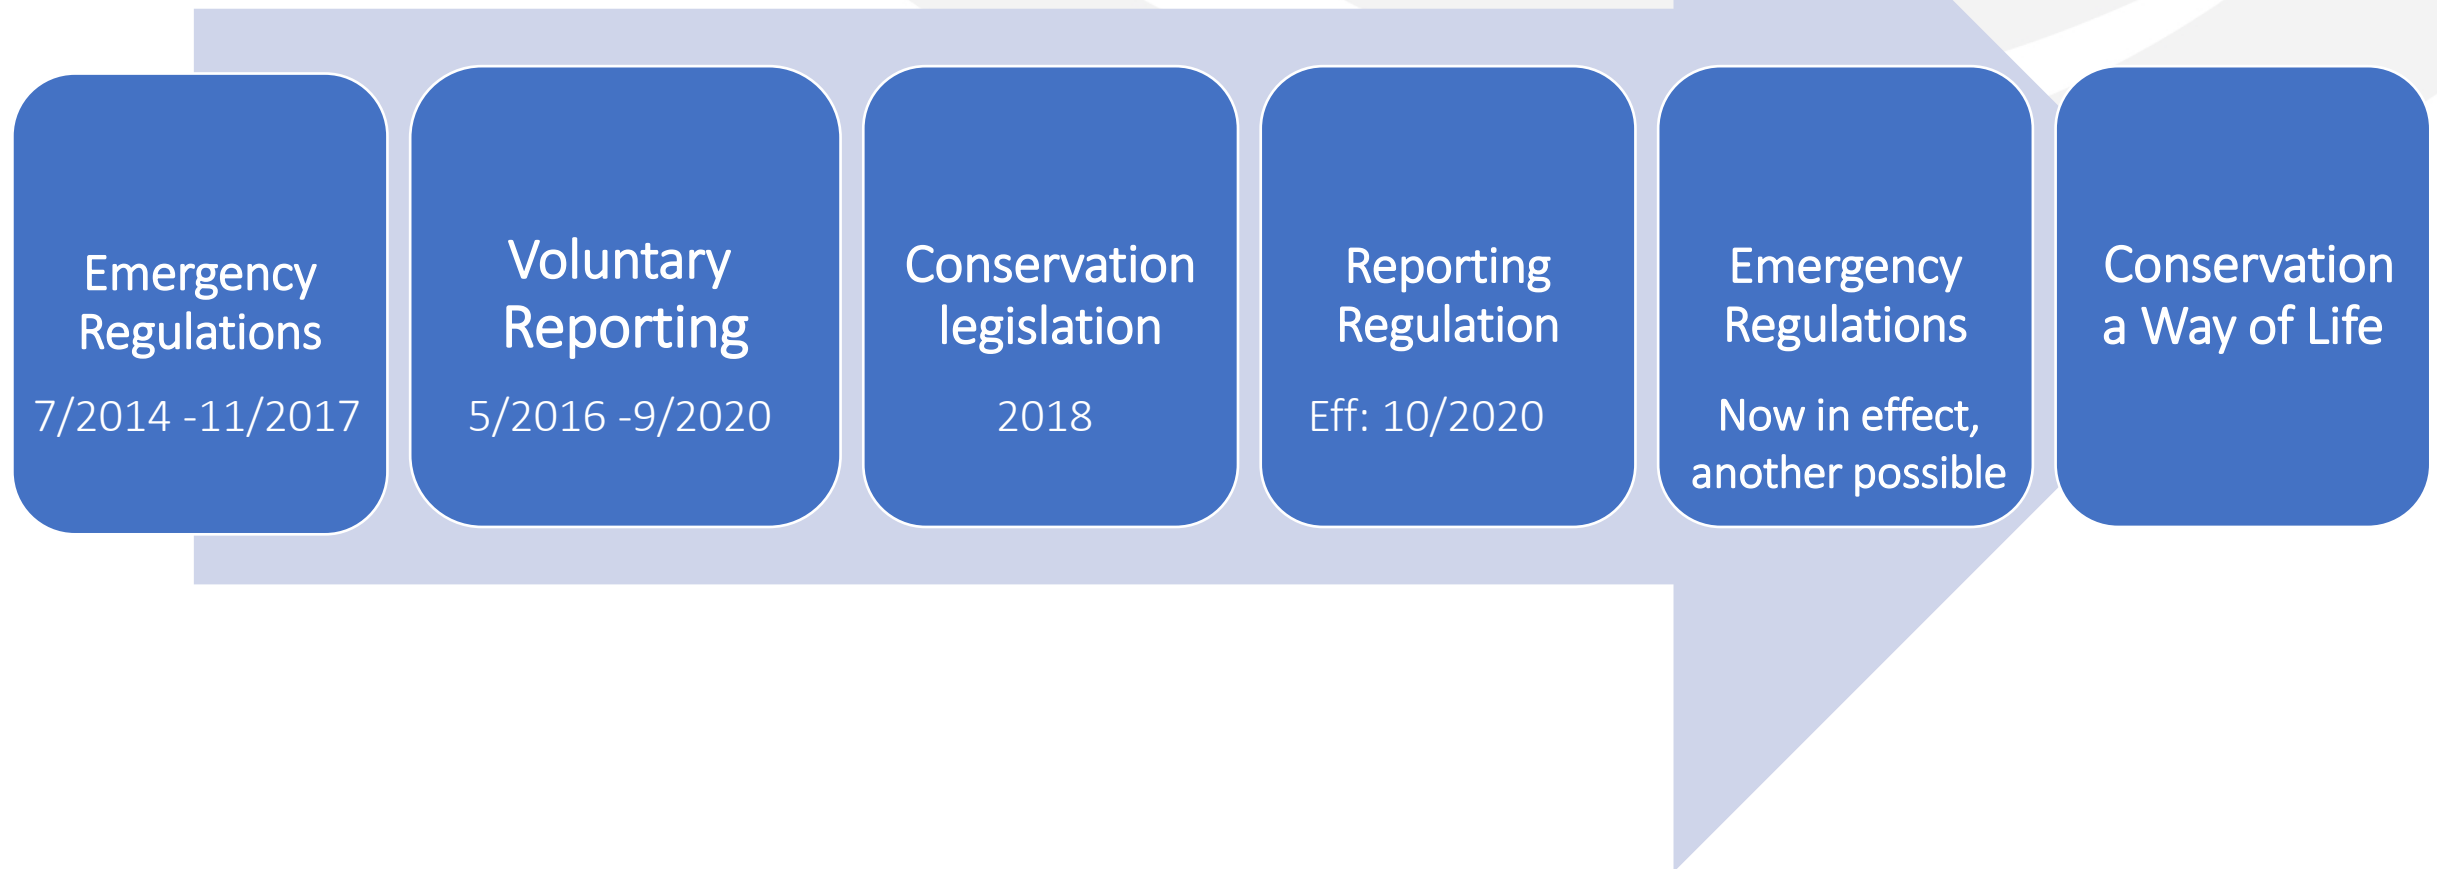 Emergency
Regulations
7/2014 -11/2017
Voluntary
Reporting
5/2016 -9/2020
Conservation
legislation
2018
Reporting
Regulation
Eff: 10/2020
Emergency
Regulations
Now in effect,
another possible
Conservation
a Way of Life